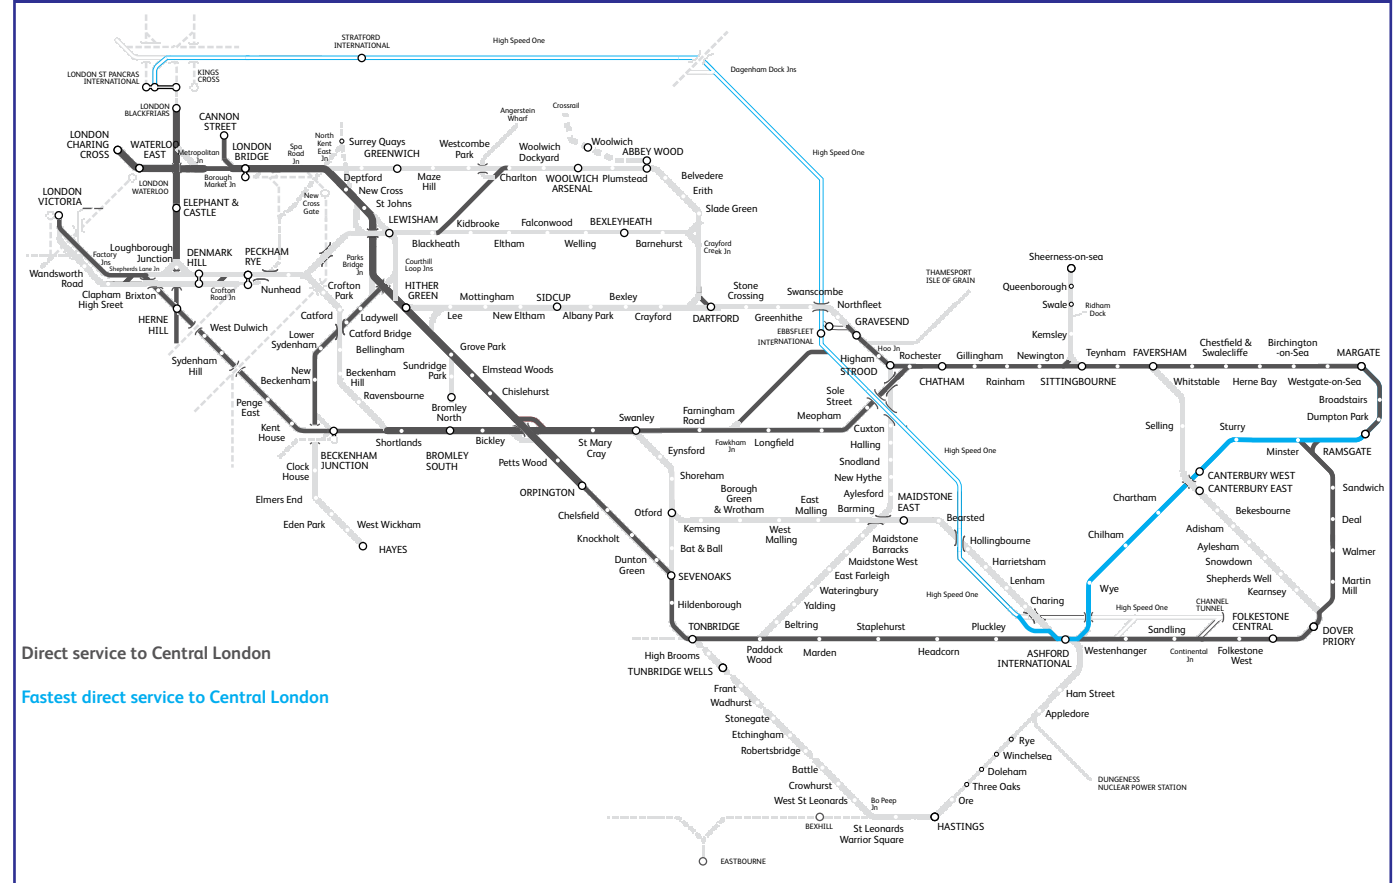 STRATFORD
INTERNATIONAL
High Speed One
Dagenham Dock Jns
LONDON ST PANCRAS
INTERNATIONAL
KINGS
CROSS
LONDON
BLACKFRIARS
CANNON
STREET
LONDON
CHARING
CROSS
WATERLOO
EAST
Metropolitan
Jn
LONDON
BRIDGE
Spa
Road
Jn
North
Kent
East
Jn
Surrey Quays
GREENWICH
Westcombe
Park
Angerstein
Wharf
Crossrail
Woolwich
Dockyard
Woolwich
ABBEY WOOD
High Speed One
LONDON
WATERLOO
Borough
Market Jn
Deptford
Maze
Hill
Charlton
WOOLWICH
ARSENAL
Plumstead
Belvedere
Erith
Slade Green
LONDON
VICTORIA
ELEPHANT &
CASTLE
New
Cross
Gate
New Cross
St Johns
LEWISHAM
Kidbrooke
Falconwood
BEXLEYHEATH
Blackheath
Eltham
Welling
Barnehurst
Crayford
Creek Jn
Loughborough
Junction
DENMARK
HILL
PECKHAM
RYE
Factory
Jns
Shepherds Lane Jn
Parks
Bridge
Jn
Courthill
Loop Jns
Wandsworth
Road
Clapham
High Sreet
Brixton
Crofton
Road Jn
Nunhead
Crofton
Park
HITHER
GREEN
Mottingham
SIDCUP
Bexley
Stone
Crossing
Swanscombe
Northfleet
Sheerness-on-sea
THAMESPORT
ISLE OF GRAIN
Queenborough
Swale
Ridham
Dock
Kemsley
HERNE
HILL
West Dulwich
Catford
Ladywell
Catford Bridge
Lee
New Eltham
Albany Park
Crayford
DARTFORD
Greenhithe
EBBSFLEET
INTERNATIONAL
GRAVESEND
Hoo Jn
Lower
Sydenham
Bellingham
Grove Park
Sydenham
Hill
New
Beckenham
Beckenham
Hill
Sundridge
Park
Elmstead Woods
Chislehurst
Ravensbourne
Bromley
North
Higham
STROOD
Rochester
Gillingham
Newington
Teynham
FAVERSHAM
Chestfield &
Swalecliffe
Birchington
-on-Sea
MARGATE
CHATHAM
Rainham
SITTINGBOURNE
Whitstable
Herne Bay
Westgate-on-Sea
Broadstairs
Dumpton Park
Penge
East
Kent
House
Swanley
Farningham
Road
Meopham
Sole
Street
Cuxton
Halling
Snodland
New Hythe
Aylesford
Barming
Selling
Sturry
Minster
RAMSGATE
BECKENHAM
JUNCTION
Shortlands
BROMLEY
SOUTH
Bickley
St Mary
Cray
Fawkham
Jn
Longfield
High Speed One
Clock
House
Petts Wood
ORPINGTON
Eynsford
Shoreham
CANTERBURY WEST
CANTERBURY EAST
Sandwich
Elmers End
Eden Park
West Wickham
HAYES
Chelsfield
Knockholt
Dunton
Green
Otford
Borough
Green
& Wrotham
East
Malling
MAIDSTONE
EAST
Chartham
Bekesbourne
Kemsing
West
Malling
Bearsted
Hollingbourne
Deal
Bat & Ball
Maidstone
Barracks
Maidstone West
Harrietsham
Chilham
Adisham
Aylesham
Snowdown
Walmer
SEVENOAKS
East Farleigh
Wateringbury
Lenham
Wye
Shepherds Well
Kearnsey
Martin
Mill
Hildenborough
Yalding
High Speed One
Charing
High Speed One
CHANNEL
TUNNEL
TONBRIDGE
Beltring
Staplehurst
Pluckley
Sandling
FOLKESTONE
CENTRAL
DOVER
PRIORY
Direct service to Central London
High Brooms
Paddock
Wood
Marden
Headcorn
ASHFORD
INTERNATIONAL
Westenhanger
Continental
Jn
Folkestone
West
TUNBRIDGE WELLS
Fastest direct service to Central London
Frant
Wadhurst
Stonegate
Etchingham
Robertsbridge
Battle
Crowhurst
West St Leonards
Ham Street
Appledore
Rye
Winchelsea
Doleham
Three Oaks
Ore
DUNGENESS
NUCLEAR POWER STATION
Bo Peep
Jn
BEXHILL
St Leonards
Warrior Square
HASTINGS
EASTBOURNE